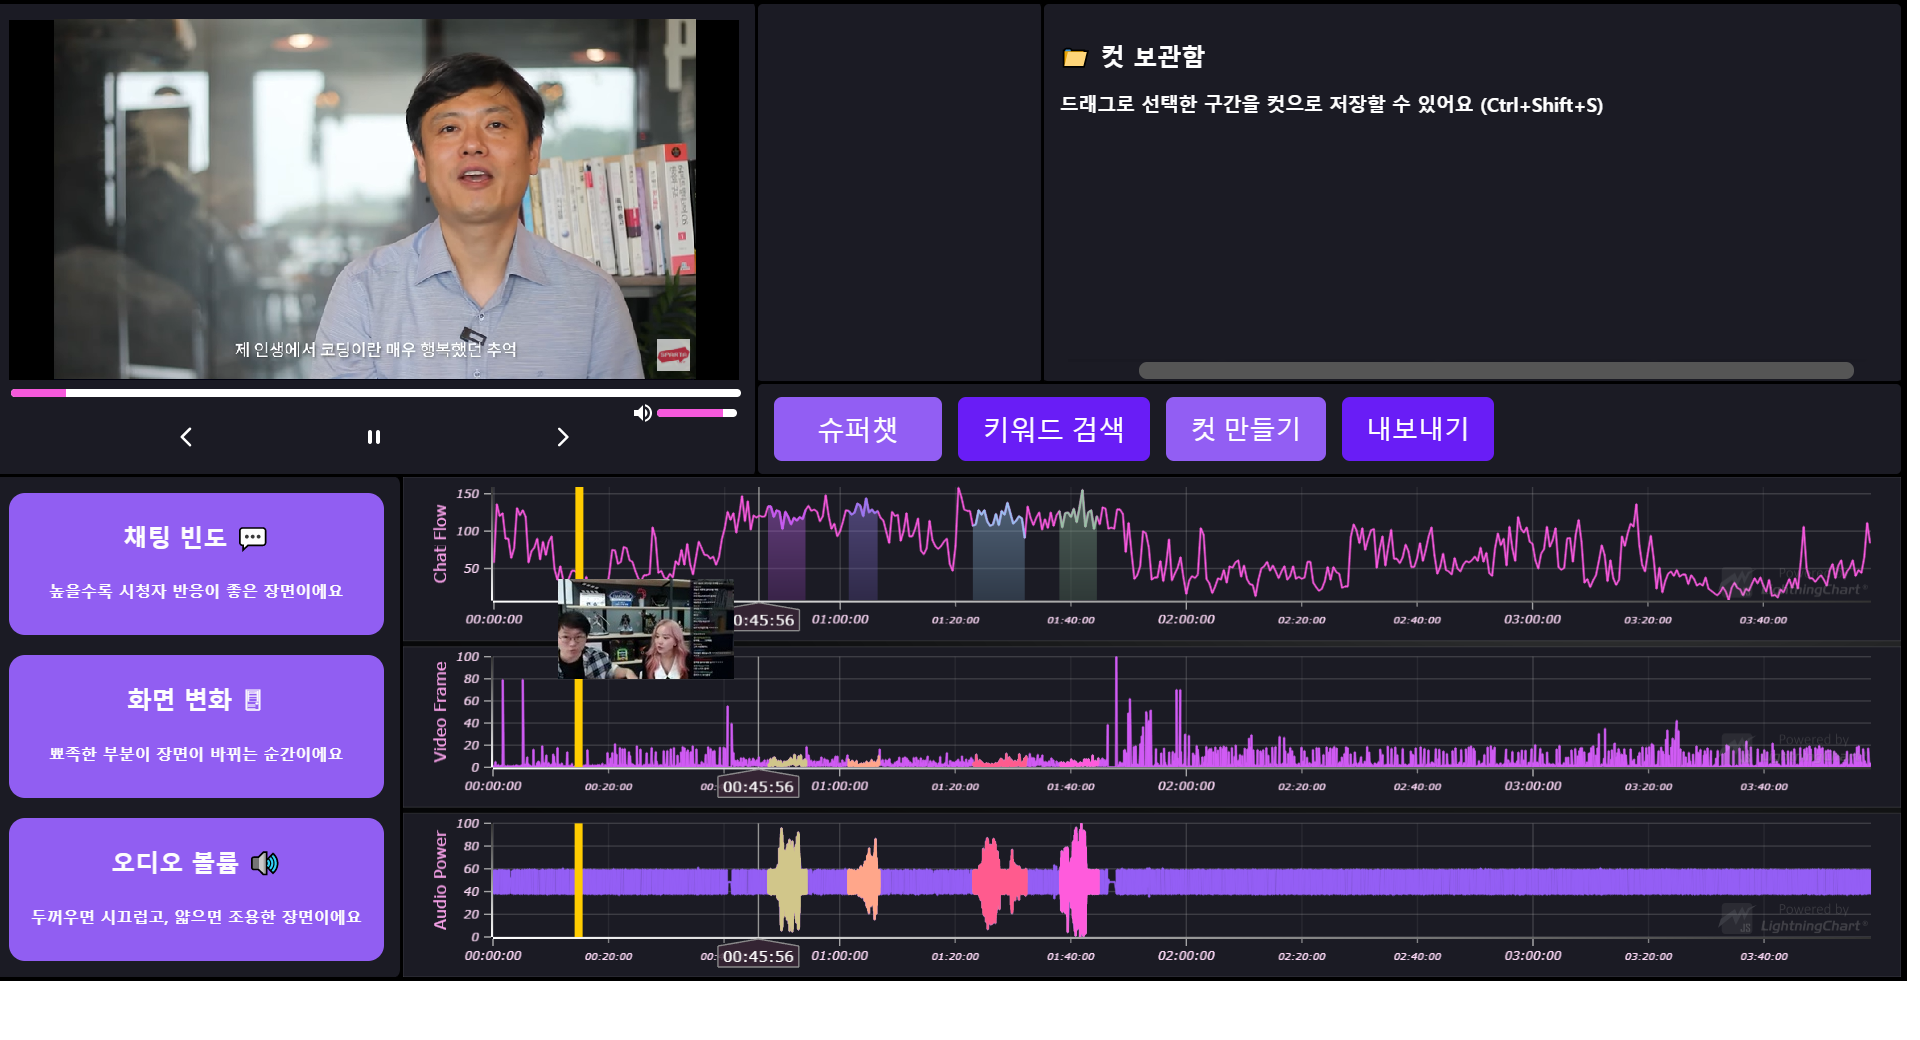 제 인생에서 코딩이란 매우 행복했던 추억
컷 보관함
드래그로 선택한 구간을 컷으로 저장할 수 있어요 (Ctrl+Shift+S)
슈퍼챗
키워드 검색
컷 만들기
내보내기
채팅 빈도
높을수록 시청자 반응이 좋은 장면이에요
화면 변화
뾰족한 부분이 장면이 바뀌는 순간이에요
오디오 볼륨
두꺼우면 시끄럽고, 얇으면 조용한 장면이에요
Chat Flow
150
100
50
00:00:00
0:45:56
01:00:00
01:20:00
01:40:00
02:00:00
02:20:00
02:40:00
03:00:00
03:20:00
03:40:00
LightningChart®
Video Frame
100
80
60
40
20
0
00:00:00
00:20:00
00:
00:45:56
01:00:00
01:20:00
01:40:00
02:00:00
02:20:00
02:40:00
03:00:00
03:20:00
03:40:00
Powered by
Audio Power
100
80
60
40
20
0
00:00:00
00:20:00
00:
00:45:56
01:00:00
01:20:00
01:40:00
02:00:00
02:20:00
02:40:00
03:00:00
03:20:00
03:40:00
Powered by
JS
LightningChart®